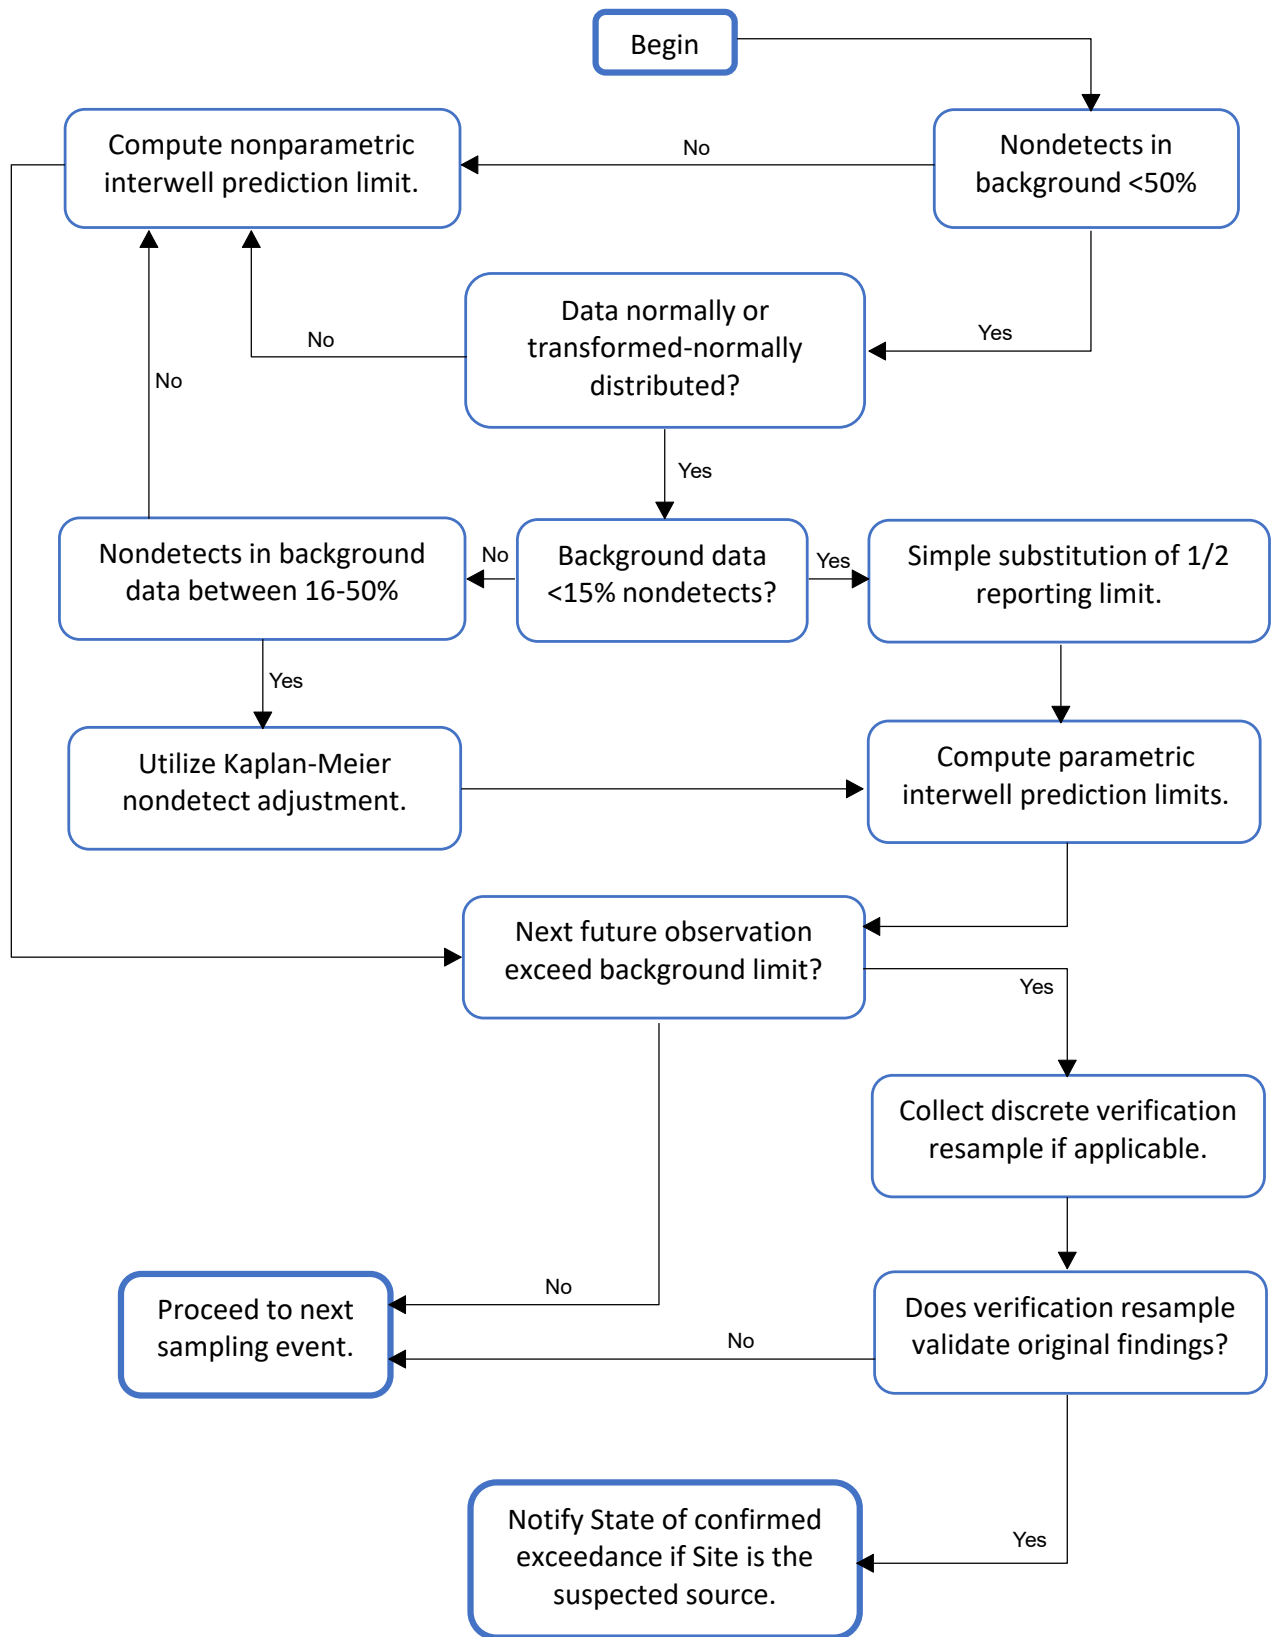 Begin
Compute nonparametric
interwell prediction limit.
No
Nondetects in
background <50%
Data normally or
transformed-normally
distributed?
No
Yes
No
Yes
Nondetects in background
data between 16-50%
No
Background data
<15% nondetects?
Yes
Simple substitution of 1/2
reporting limit.
Yes
Utilize Kaplan-Meier
nondetect adjustment.
Compute parametric
interwell prediction limits.
Next future observation
exceed background limit?
Yes
Collect discrete verification
resample if applicable.
Proceed to next
sampling event.
No
No
Does verification resample
validate original findings?
Notify State of confirmed
exceedance if Site is the
suspected source.
Yes